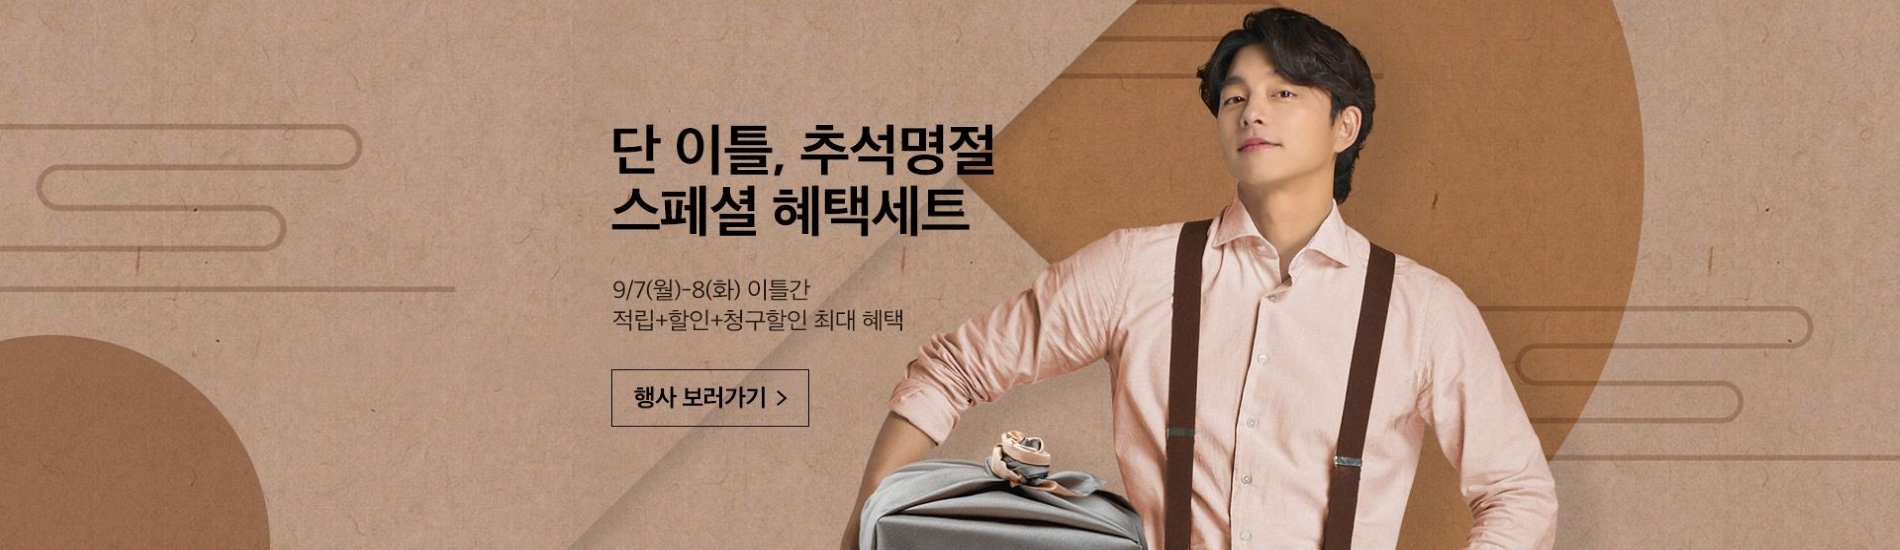 단 이틀, 추석명절
스페셜 혜택세트
9/7(월)-8(화) 이틀간
적립+할인+청구할인 최대 혜택
행사 보러가기 >